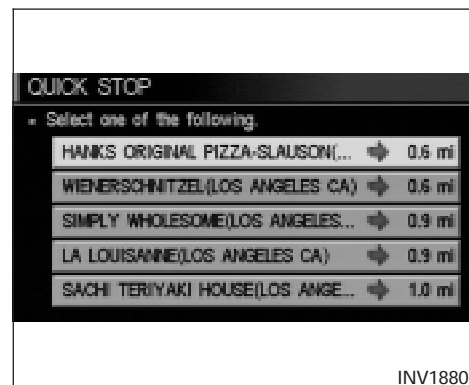 QUICK STOP
Select one of the following.
HANKS ORIGINAL PIZZA-SLAUSON(... 0.6 mi
WIENERSCHNITZEL(LOS ANGELES CA) 0.6 mi
SIMPLY WHOLESOME(LOS ANGELES... 0.9 mi
LA LOUISANNE(LOS ANGELES CA) 0.9 mi
SACHI TERIYAKI HOUSE(LOS ANGE... 1.0 mi
INV1880